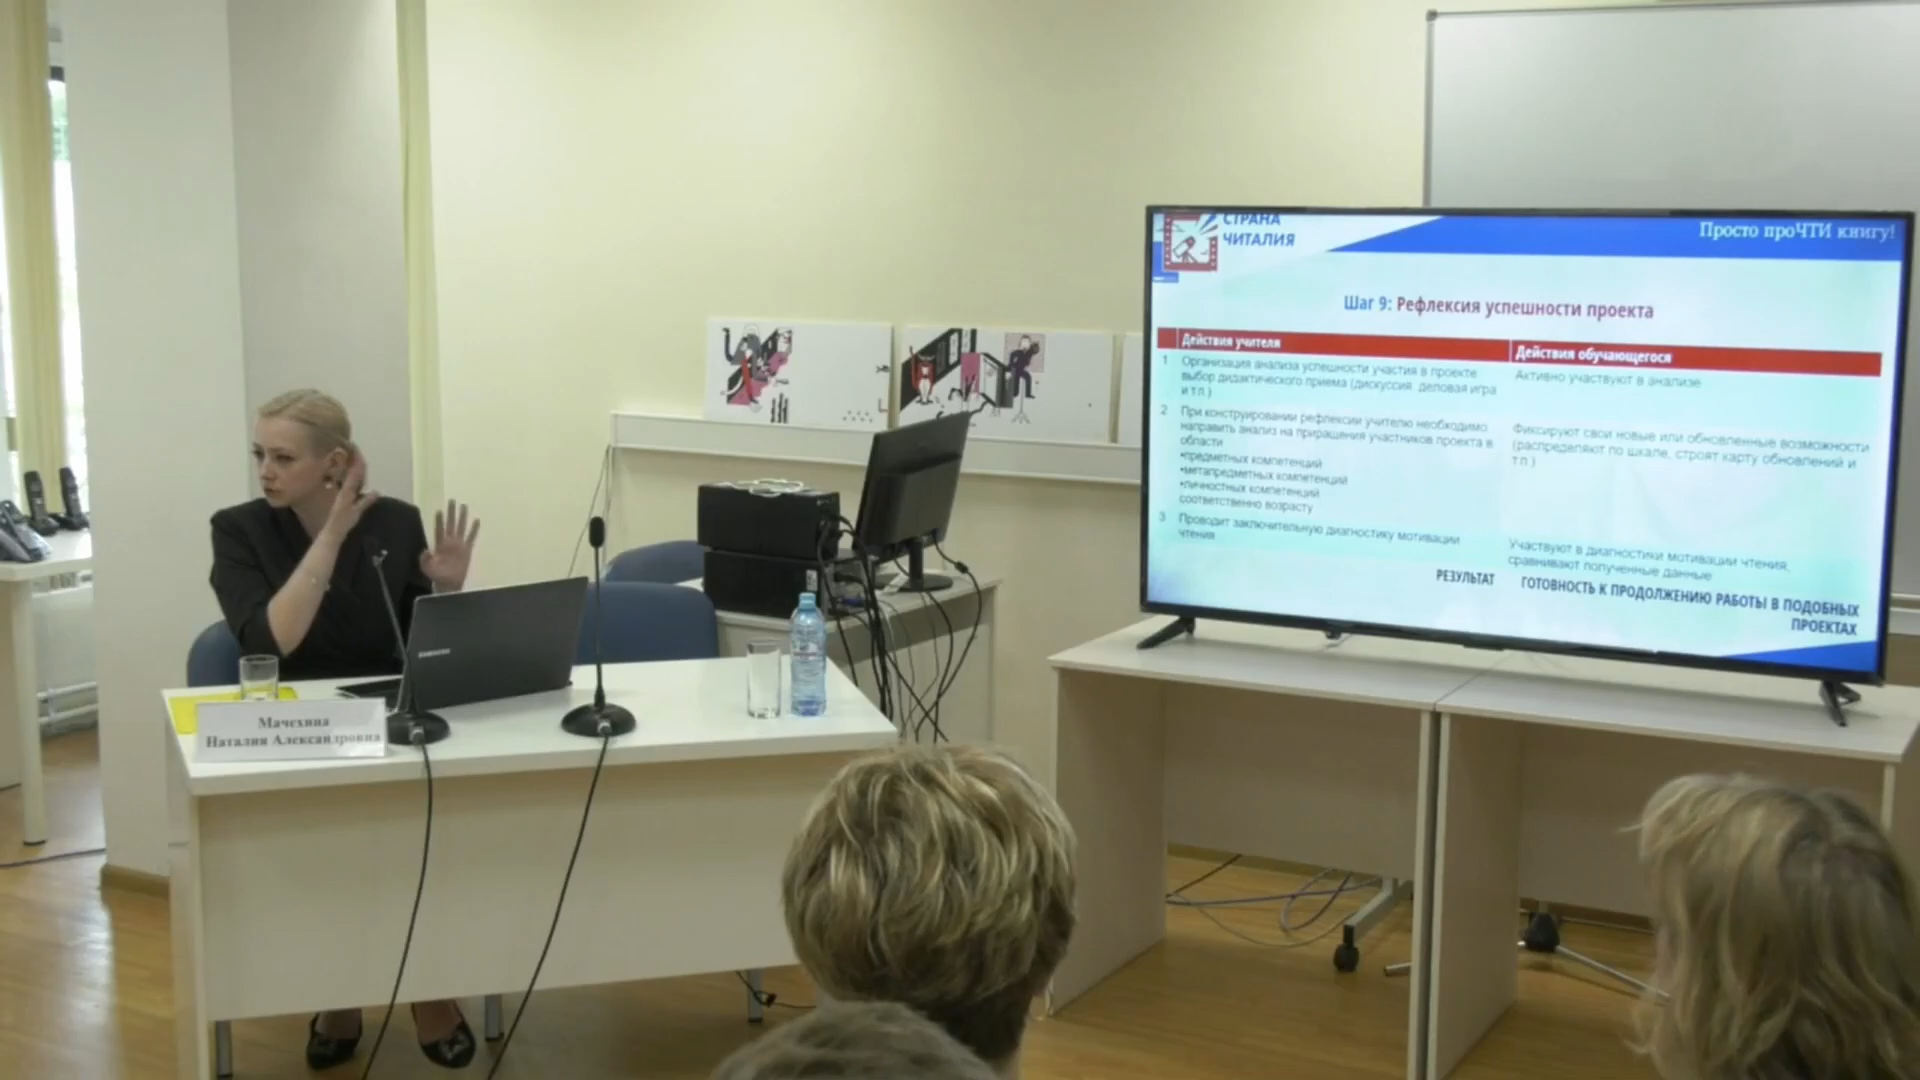 СТРАНА
ЧИТАЛИЯ
Просто проЧТИ книгу!
Шаг 9: Рефлексия успешности проекта
Действия учителя
Действия обучающегося
1 Организация анализа успешности участия в проекте
выбор дидактического приема (дискуссия деловая игра
и т.п.)
Активно участвуют в анализе
2 При конструировании рефлексии учителю необходимо
направить анализ на приращения участников проекта в
области
•предметных компетенций
•метапредметных компетенций
•личностных компетенций
соответственно возрасту
Фиксируют свои новые или обновленные возможности
(распределяют по шкале, строят карту обновлений и
т.п.)
3 Проводит заключительную диагностику мотивации
чтения
Участвуют в диагностики мотивации чтения,
сравнивают полученные данные
РЕЗУЛЬТАТ
ГОТОВНОСТЬ К ПРОДОЛЖЕНИЮ РАБОТЫ В ПОДОБНЫХ
ПРОЕКТАХ
SAMSUNG
Мачехина
Наталия Александровна